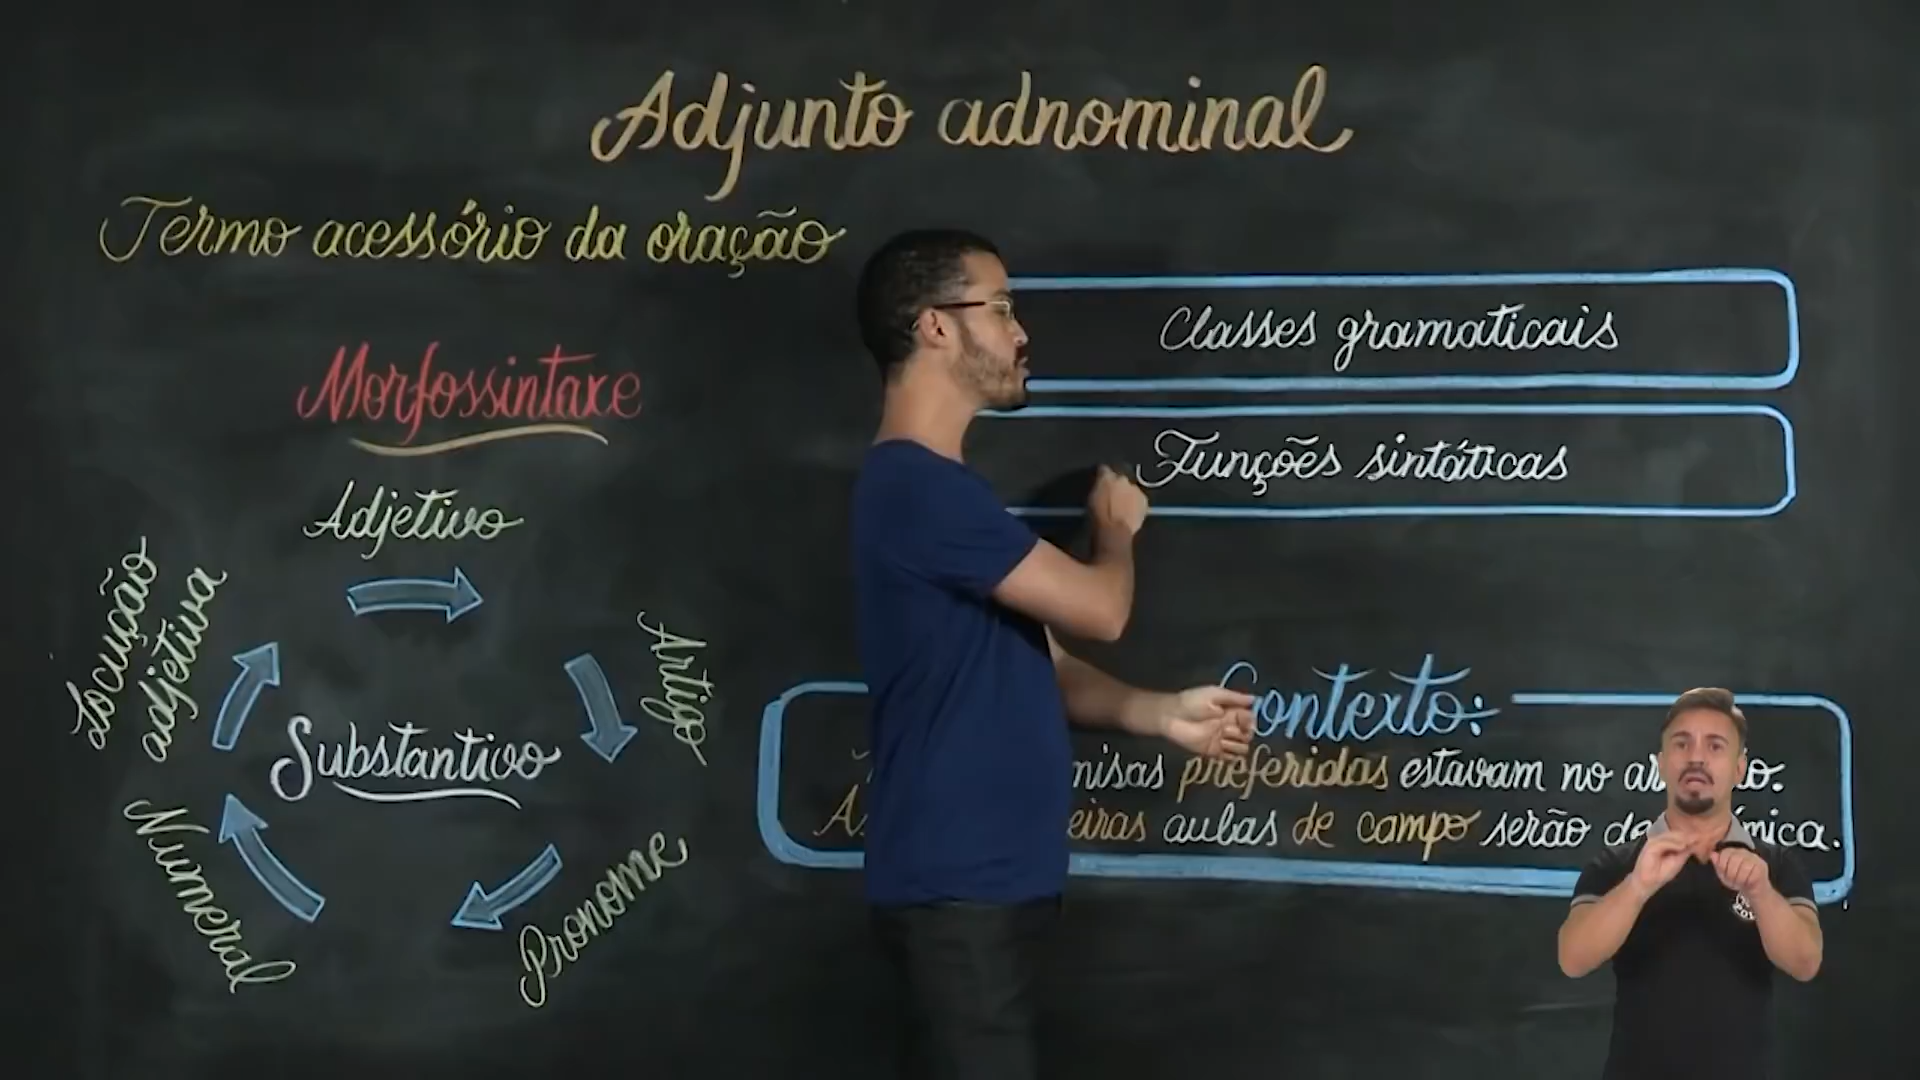 Adjunto adnominal
Termo acessório da oração
Morfossintaxe
Adjetivo
Artigo
Pronome
Numeral
Locução
adjetiva
Substantivo
Classes gramaticais
Funções sintáticas
Contexto:
preferidas estavam no
aulas de campo serão